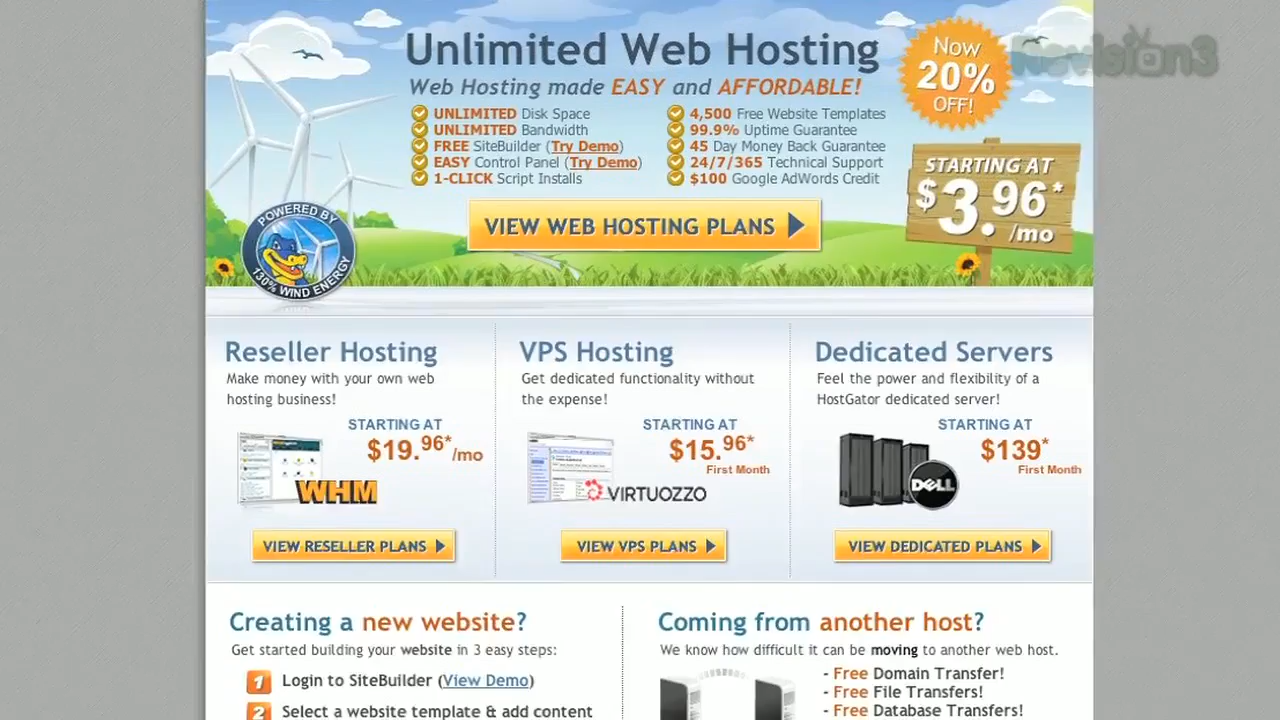 Unlimited Web Hosting
Web Hosting made EASY and AFFORDABLE!
UNLIMITED Disk Space
UNLIMITED Bandwidth
FREE SiteBuilder (Try Demo)
EASY Control Panel (Try Demo)
1-CLICK Script Installs
4,500 Free Website Templates
99.9% Uptime Guarantee
45 Day Money Back Guarantee
24/7/365 Technical Support
$100 Google AdWords Credit
Now
20%
OFF!
Revision3
STARTING AT
$3.96*
/mo
VIEW WEB HOSTING PLANS
POWERED BY
130% WIND ENERGY
Reseller Hosting
Make money with your own web
hosting business!
STARTING AT
$19.96*/mo
WHM
VIEW RESELLER PLANS
VPS Hosting
Get dedicated functionality without
the expense!
STARTING AT
$15.96*
First Month
VIRTUOZZO
VIEW VPS PLANS
Dedicated Servers
Feel the power and flexibility of a
HostGator dedicated server!
STARTING AT
$139*
First Month
DELL
VIEW DEDICATED PLANS
Creating a new website?
Get started building your website in 3 easy steps:
1 Login to SiteBuilder (View Demo)
2 Select a website template & add content
Coming from another host?
We know how difficult it can be moving to another web host.
- Free Domain Transfer!
- Free File Transfers!
- Free Database Transfers!